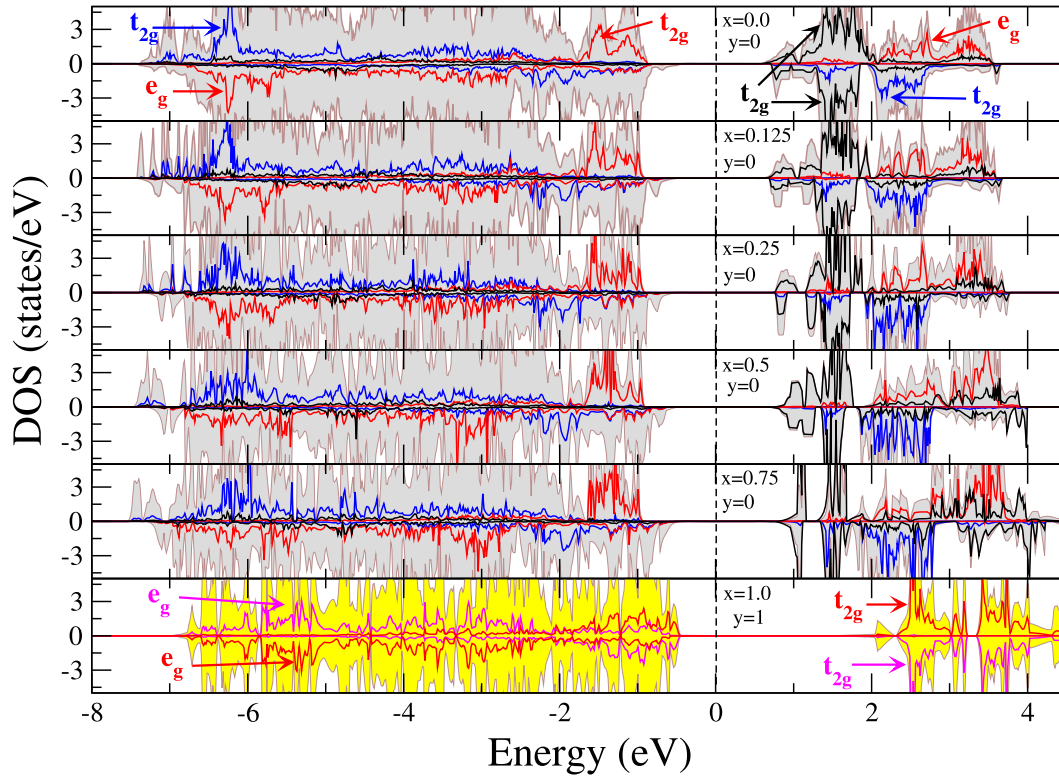 DOS (states/eV)
3
0
-3
t2g
eg
t2g
x=0.0
y=0
t2g
eg
t2g
3
0
-3
x=0.125
y=0
3
0
-3
x=0.25
y=0
3
0
-3
x=0.5
y=0
3
0
-3
x=0.75
y=0
3
0
-3
eg
eg
x=1.0
y=1
t2g
t2g
-8 -6 -4 -2 0 2 4
Energy (eV)